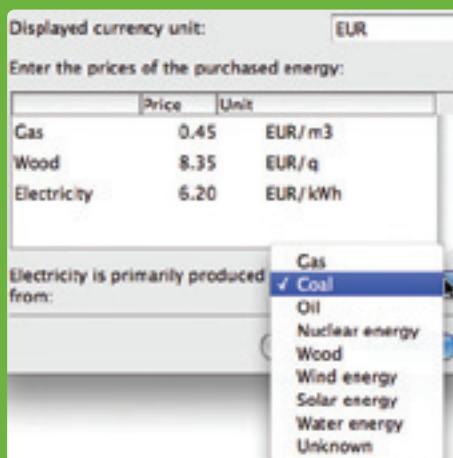 Displayed currency unit: EUR
Enter the prices of the purchased energy:
Price Unit
Gas 0.45 EUR/m3
Wood 8.35 EUR/q
Electricity 6.20 EUR/kWh
Electricity is primarily produced
from:
Gas
✓ Coal
Oil
Nuclear energy
Wood
Wind energy
Solar energy
Water energy
Unknown